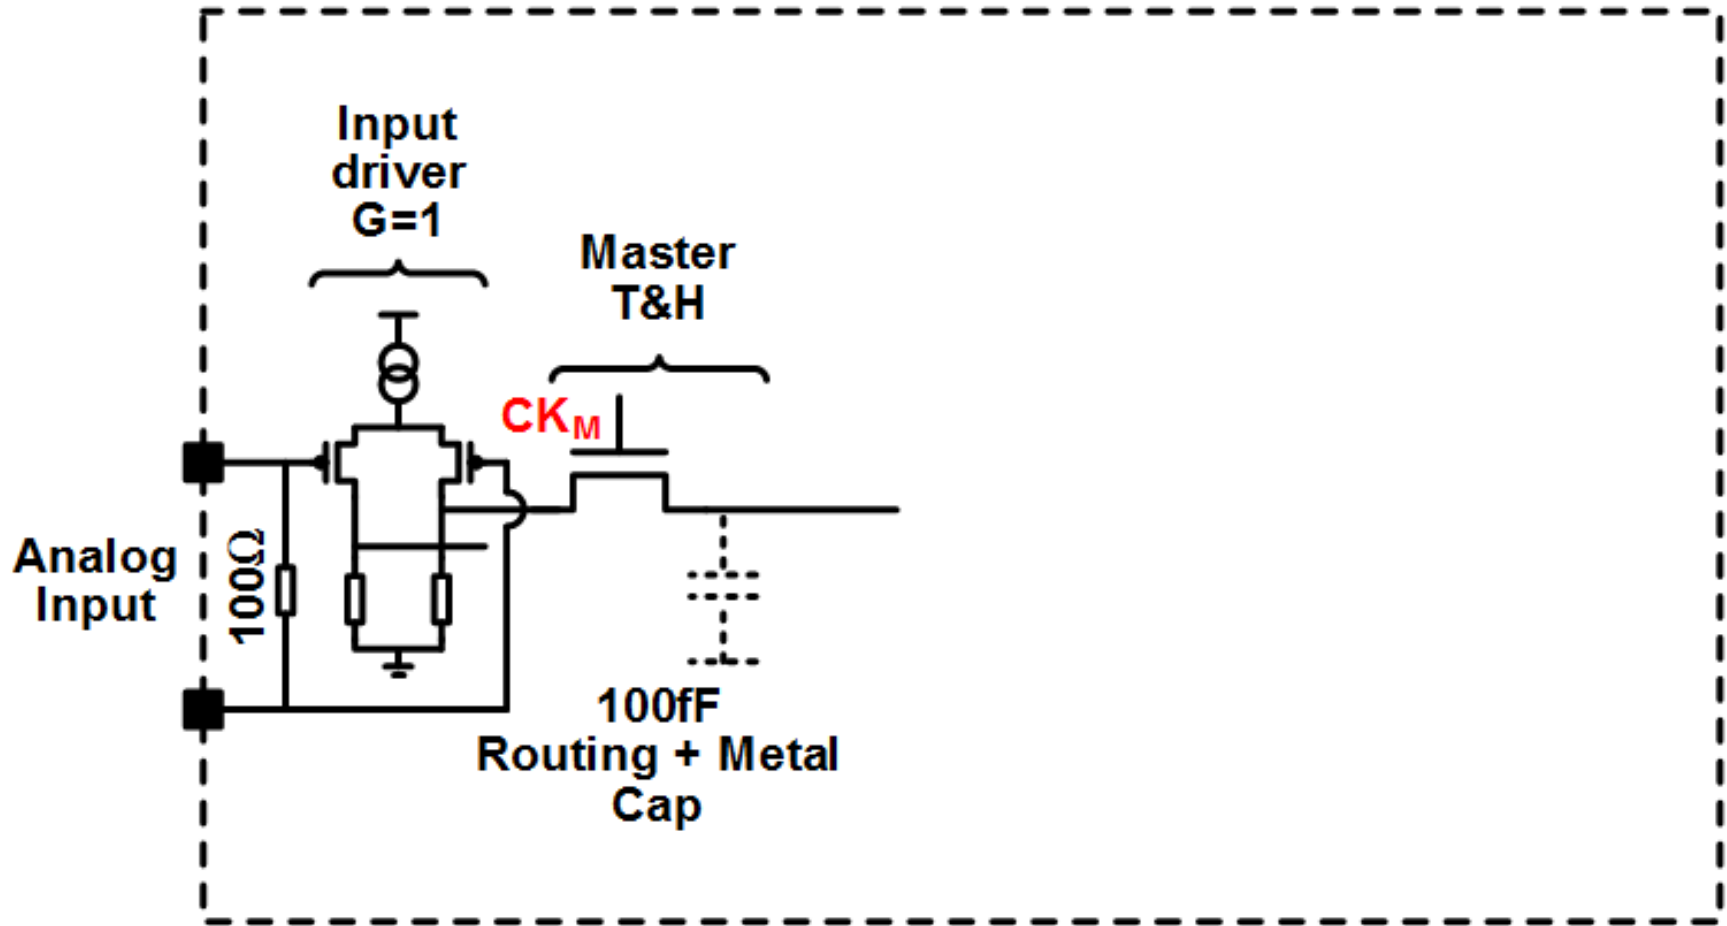 Input
driver
G=1
Master
T&H
CKM
Analog
Input
100Ω
100fF
Routing + Metal
Cap